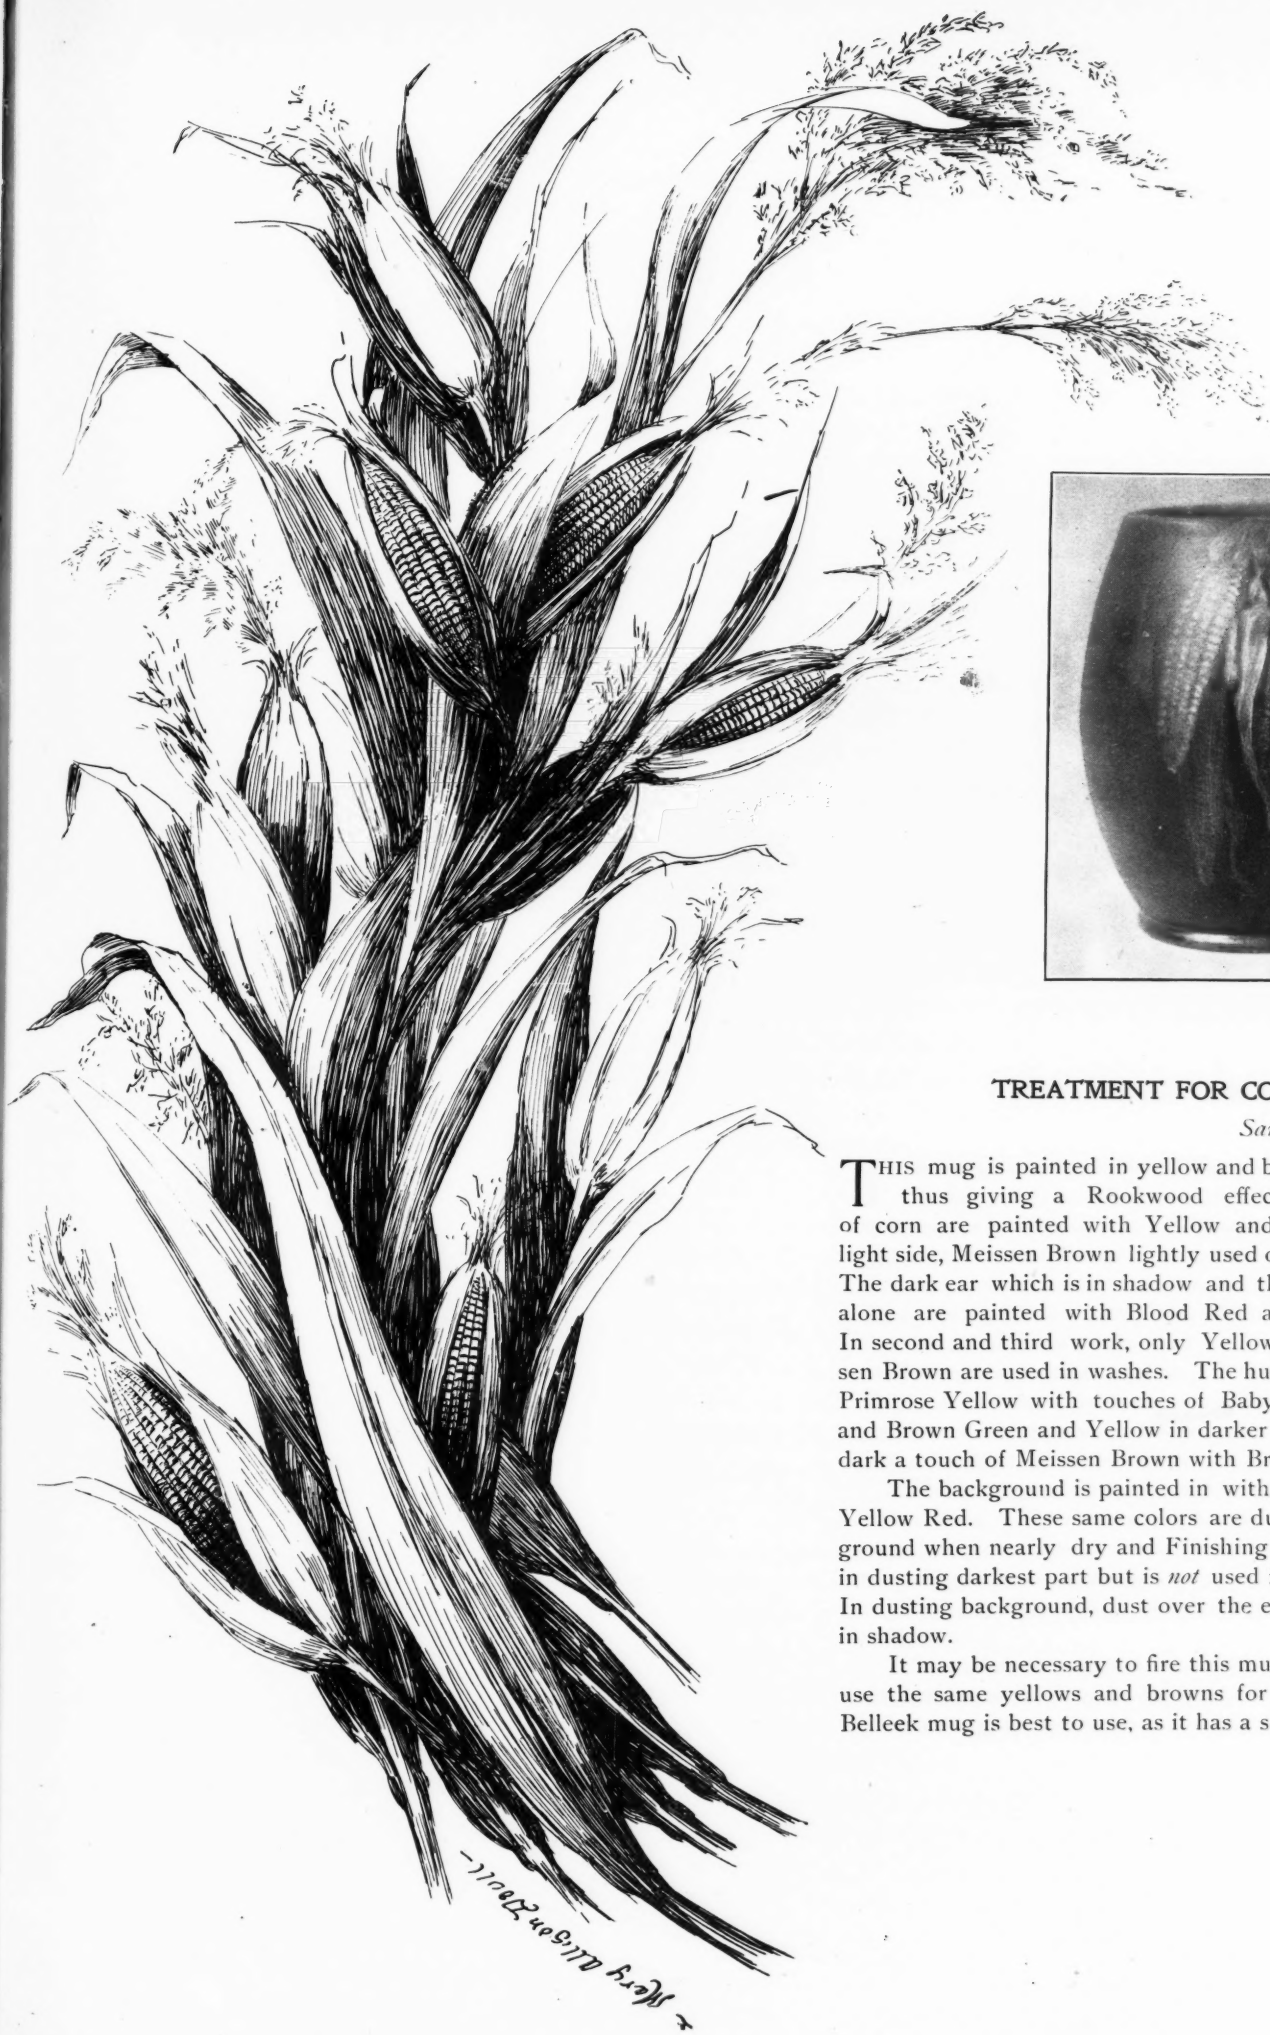 TREATMENT FOR CO
Sar
THIS mug is painted in yellow and b
thus giving a Rookwood effec
of corn are painted with Yellow and
light side, Meissen Brown lightly used o
The dark ear which is in shadow and th
alone are painted with Blood Red a
In second and third work, only Yellow
sen Brown are used in washes. The hu
Primrose Yellow with touches of Baby
and Brown Green and Yellow in darker
dark a touch of Meissen Brown with Br
The background is painted in with
Yellow Red. These same colors are du
ground when nearly dry and Finishing
in dusting darkest part but is not used
In dusting background, dust over the e
in shadow.
It may be necessary to fire this mu
use the same yellows and browns for
Belleek mug is best to use, as it has a s
Mary Allison Doull